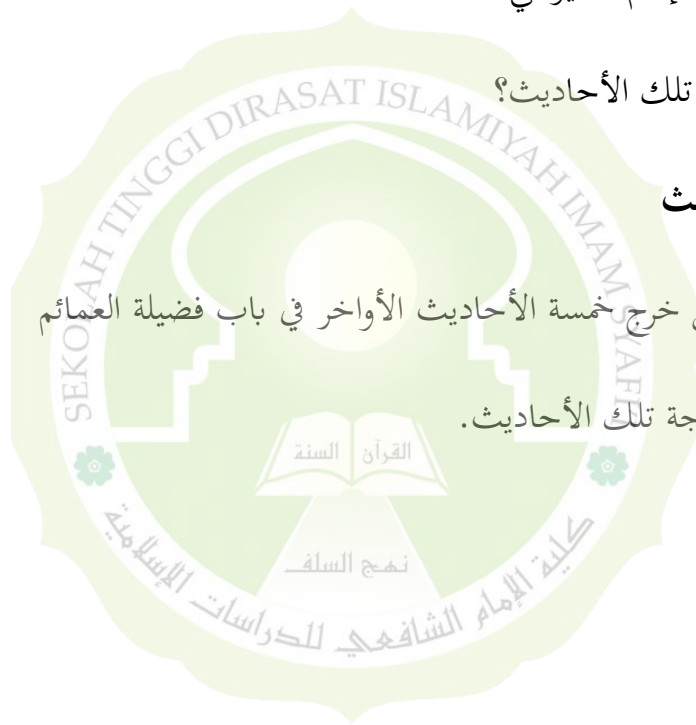 تلك الأحاديث؟
خرج خمسة الأحاديث الأواخر في باب فضيلة العمائم
تلك الأحاديث.
SEKOLAH TINGGI DIRASAT ISLAMIYAH IMAM SYAFI'I
القرآن السنة
نهج السلف
كلية الإمام الشافعي للدراسات الإسلامية